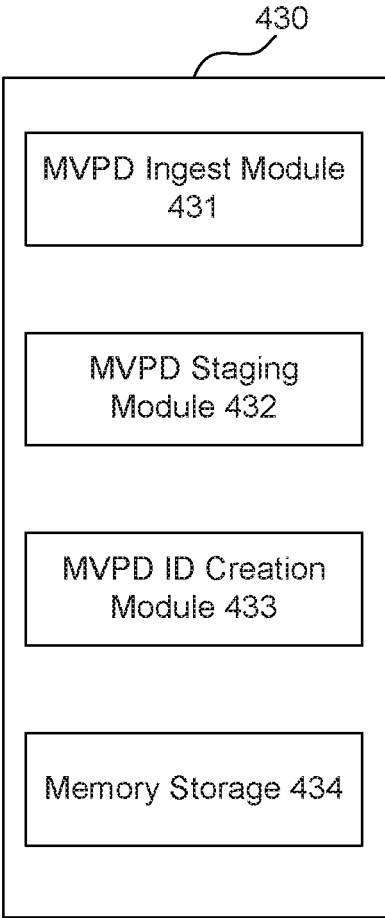 430
MVPD Ingest Module
431
MVPD Staging
Module 432
MVPD ID Creation
Module 433
Memory Storage 434